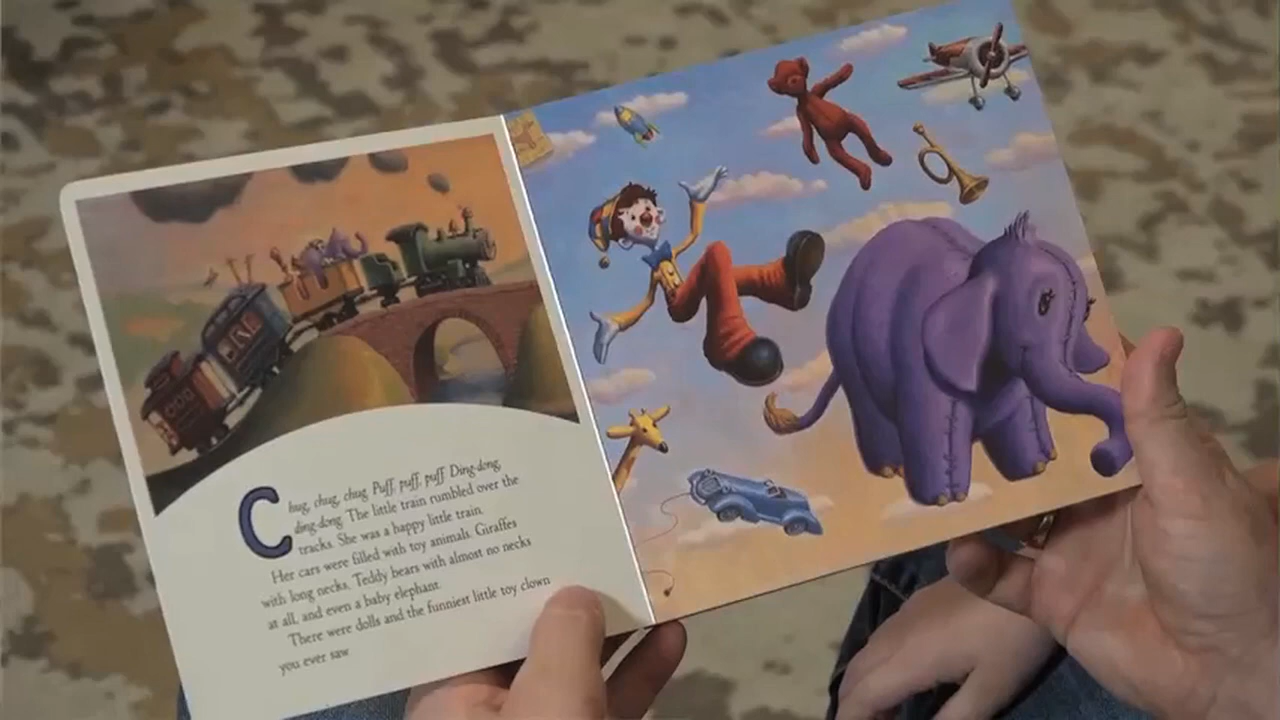 Chug, chug, chug. Puff, puff, puff. Ding-dong,
ding-dong. The little train rumbled over the
tracks. She was a happy little train.
Her cars were filled with toy animals. Giraffes
with long necks. Teddy bears with almost no necks
at all, and even a baby elephant.
There were dolls and the funniest little toy clown
you ever saw